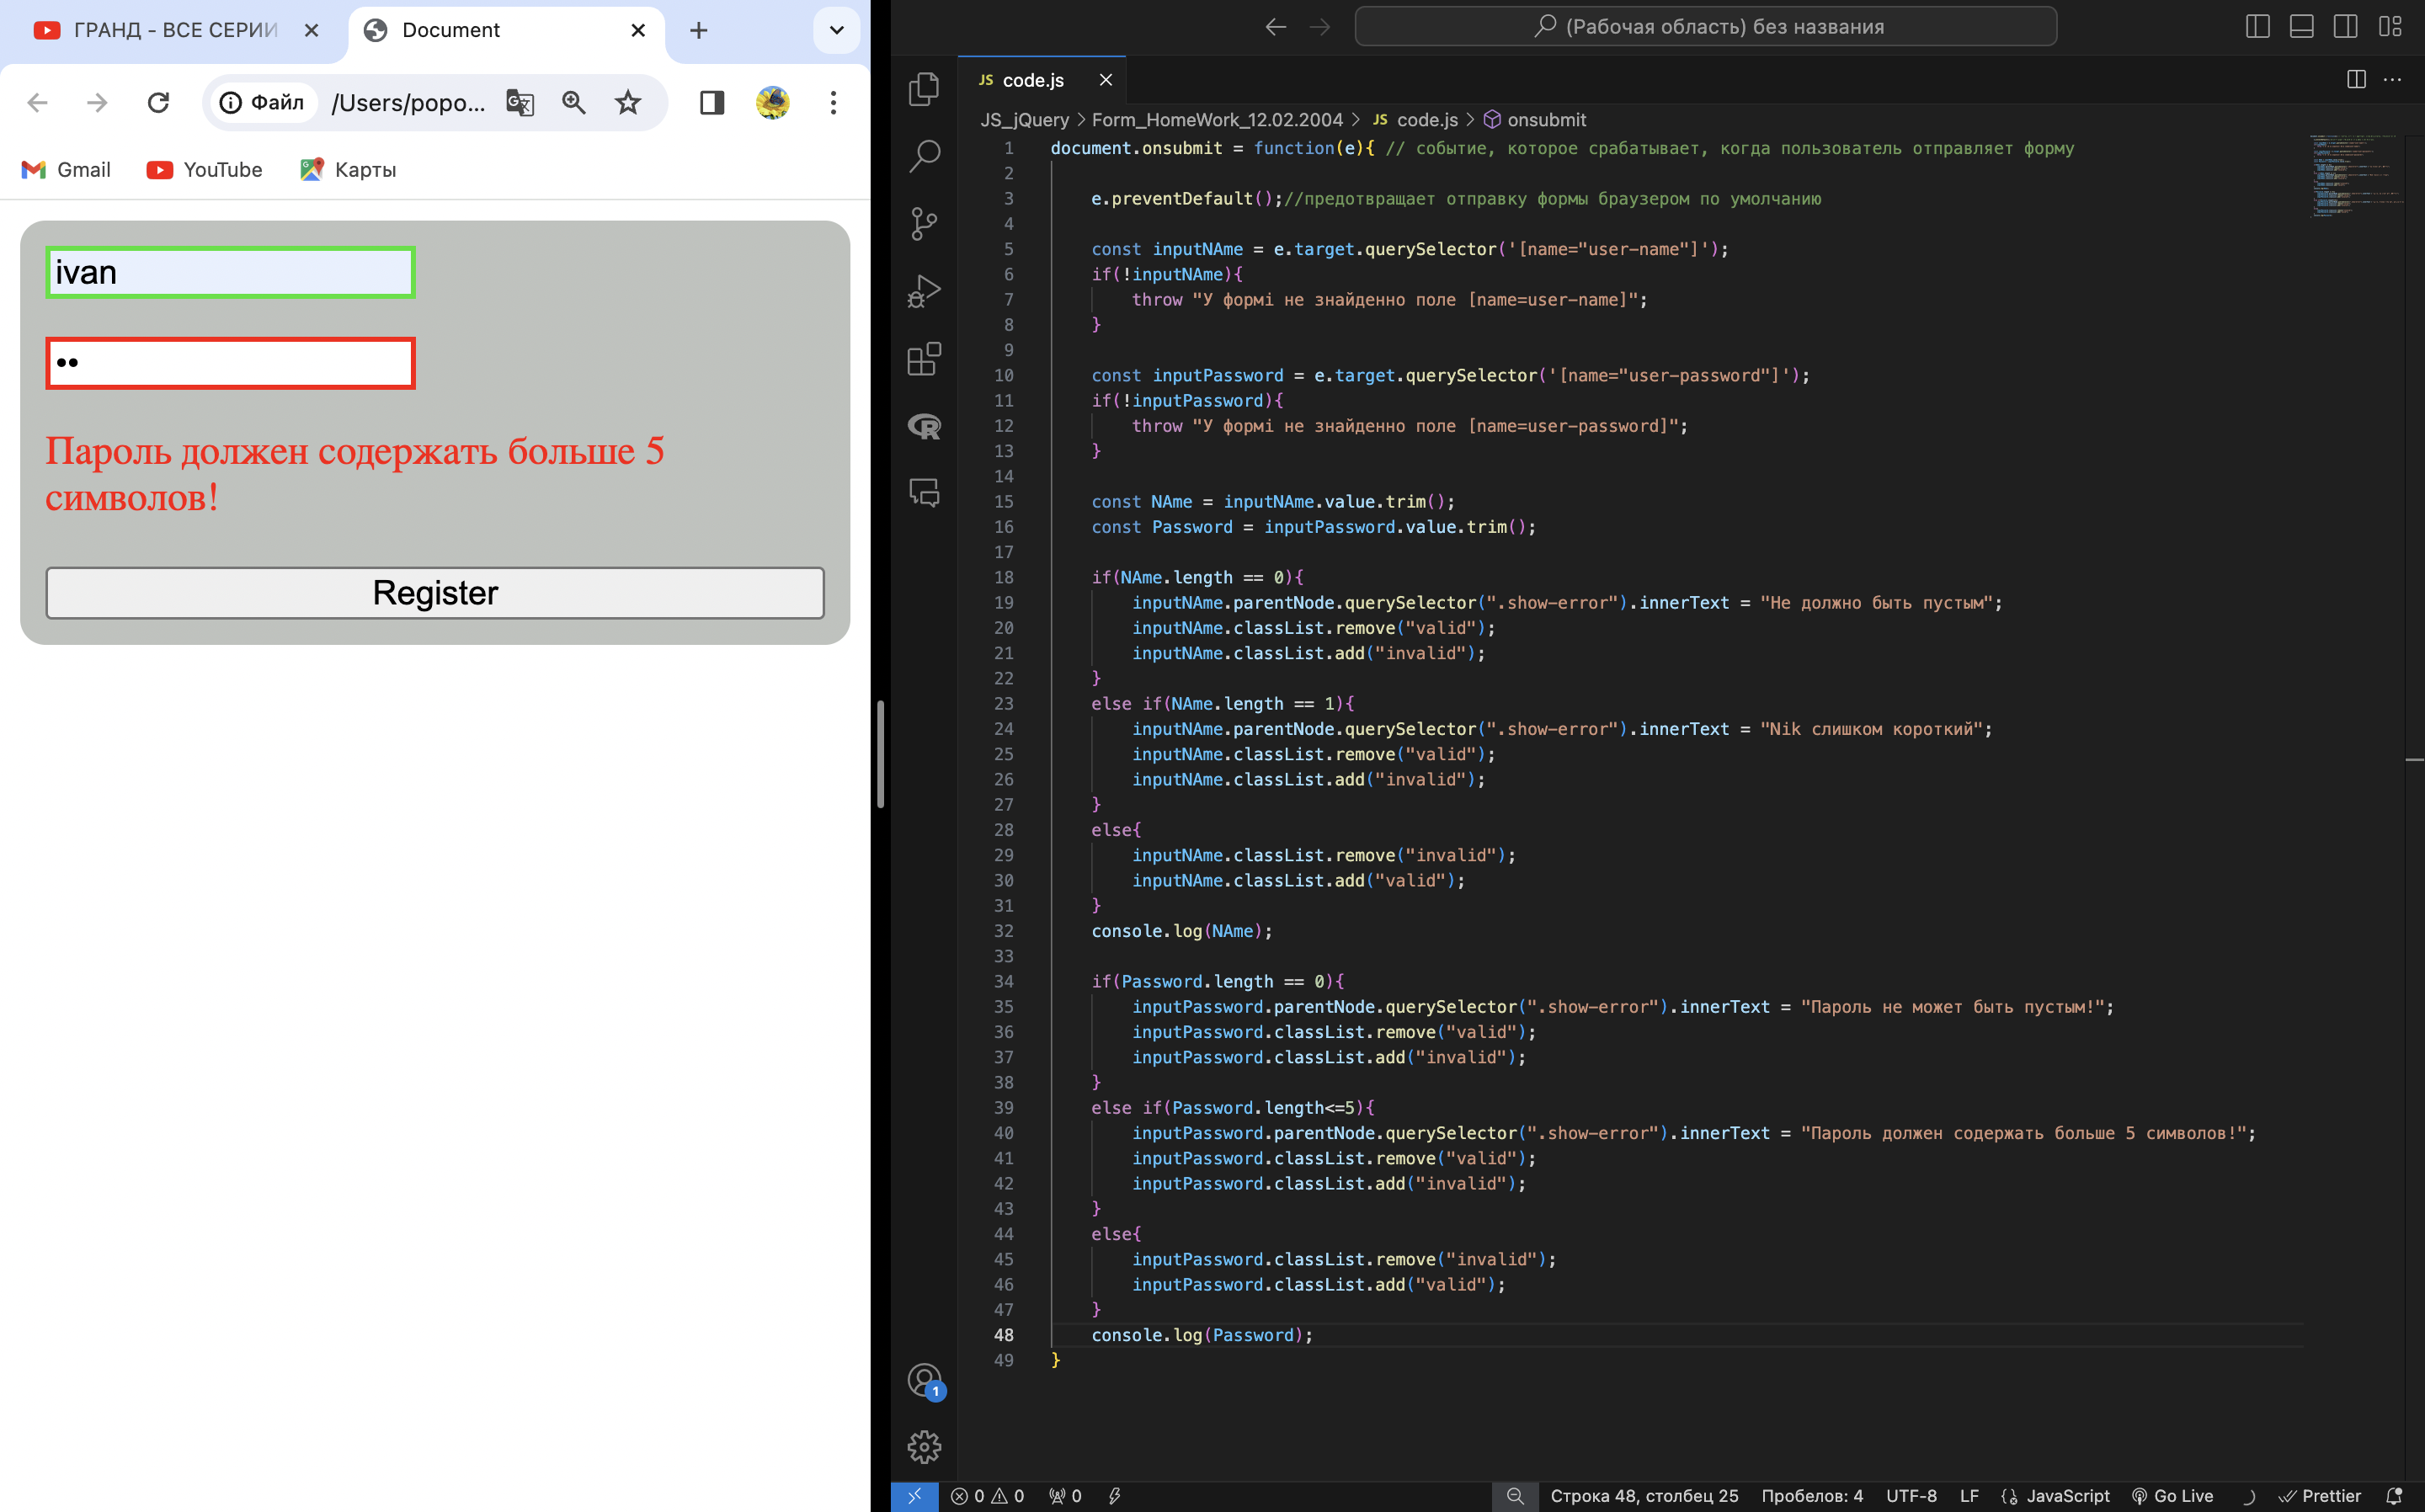 ГРАНД - ВСЕ СЕРИИ
Document
Файл
/Users/popo...
Gmail
YouTube
Карты
ivan
••
Пароль должен содержать больше 5
символов!
Register
(Рабочая область) без названия
JS code.js
JS_jQuery > Form_HomeWork_12.02.2004 > JS code.js > onsubmit
1 document.onsubmit = function(e){ // событие, которое срабатывает, когда пользователь отправляет форму
2
3 e.preventDefault();//предотвращает отправку формы браузером по умолчанию
4
5 const inputNAme = e.target.querySelector('[name="user-name"]');
6 if(!inputNAme){
7 throw "У формі не знайденно поле [name=user-name]";
8 }
9
10 const inputPassword = e.target.querySelector('[name="user-password"]');
11 if(!inputPassword){
12 throw "У формі не знайденно поле [name=user-password]";
13 }
14
15 const NAme = inputNAme.value.trim();
16 const Password = inputPassword.value.trim();
17
18 if(NAme.length == 0){
19 inputNAme.parentNode.querySelector(".show-error").innerText = "Не должно быть пустым";
20 inputNAme.classList.remove("valid");
21 inputNAme.classList.add("invalid");
22 }
23 else if(NAme.length == 1){
24 inputNAme.parentNode.querySelector(".show-error").innerText = "Nik слишком короткий";
25 inputNAme.classList.remove("valid");
26 inputNAme.classList.add("invalid");
27 }
28 else{
29 inputNAme.classList.remove("invalid");
30 inputNAme.classList.add("valid");
31 }
32 console.log(NAme);
33
34 if(Password.length == 0){
35 inputPassword.parentNode.querySelector(".show-error").innerText = "Пароль не может быть пустым!";
36 inputPassword.classList.remove("valid");
37 inputPassword.classList.add("invalid");
38 }
39 else if(Password.length<=5){
40 inputPassword.parentNode.querySelector(".show-error").innerText = "Пароль должен содержать больше 5 символов!";
41 inputPassword.classList.remove("valid");
42 inputPassword.classList.add("invalid");
43 }
44 else{
45 inputPassword.classList.remove("invalid");
46 inputPassword.classList.add("valid");
47 }
48 console.log(Password);
49 }
1
0 0 0 Строка 48, столбец 25 Пробелов: 4 UTF-8 LF JavaScript Go Live Prettier